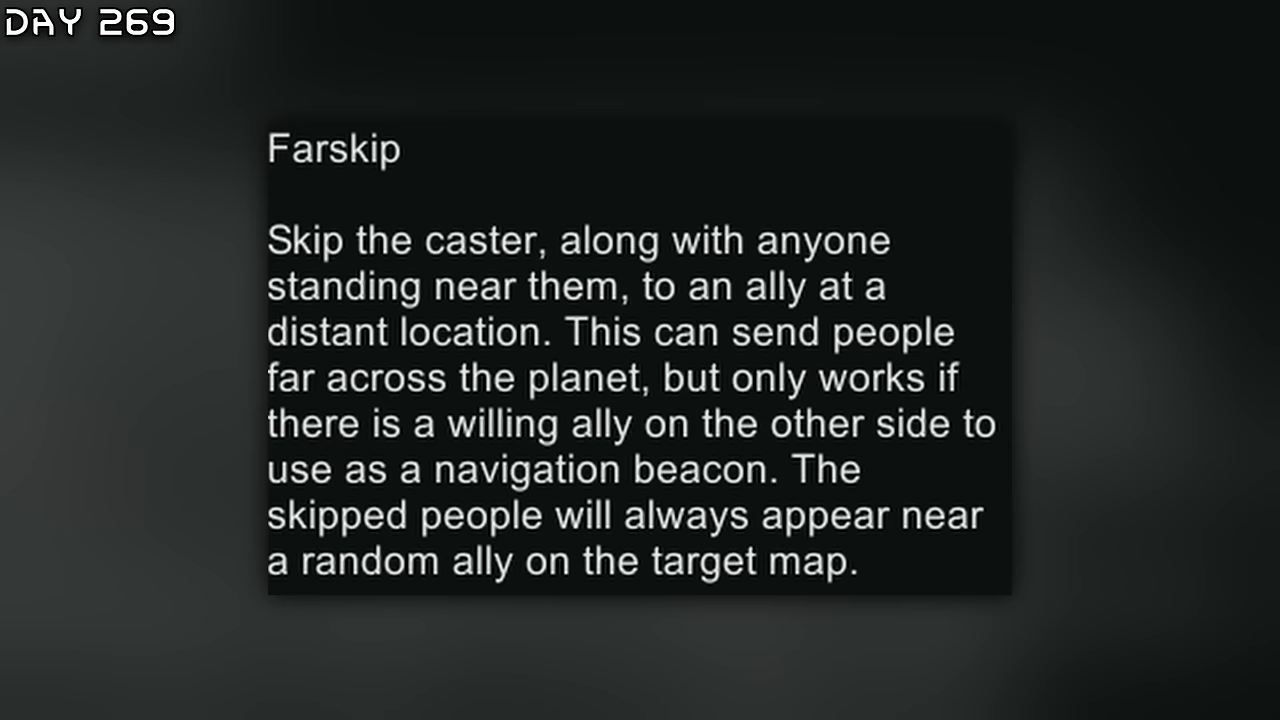 DAY 269
Farskip
Skip the caster, along with anyone
standing near them, to an ally at a
distant location. This can send people
far across the planet, but only works if
there is a willing ally on the other side to
use as a navigation beacon. The
skipped people will always appear near
a random ally on the target map.